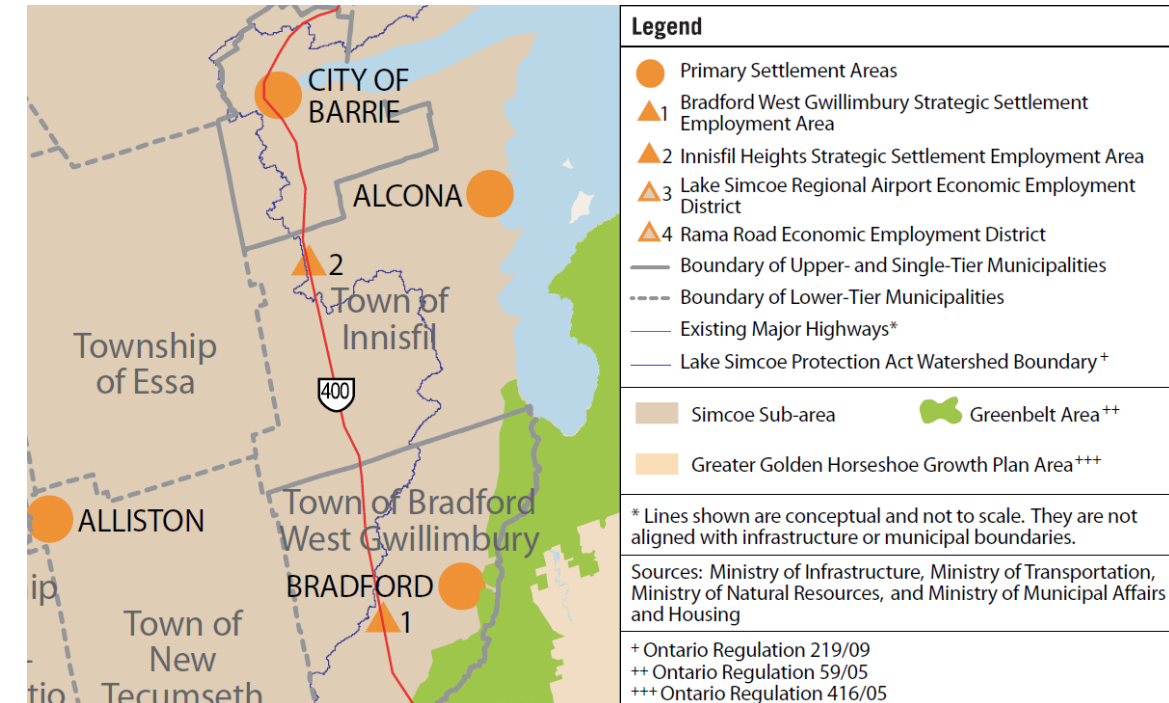 CITY OF
BARRIE
ALCONA
2
Town of
Innisfil
Township
of Essa
400
ALLISTON
Town of Bradford
West Gwillimbury
BRADFORD
1
ip
Town of
New
Tecumseth
tio
Legend
Primary Settlement Areas
1 Bradford West Gwillimbury Strategic Settlement
Employment Area
2 Innisfil Heights Strategic Settlement Employment Area
3 Lake Simcoe Regional Airport Economic Employment
District
4 Rama Road Economic Employment District
Boundary of Upper- and Single-Tier Municipalities
Boundary of Lower-Tier Municipalities
Existing Major Highways*
Lake Simcoe Protection Act Watershed Boundary +
Simcoe Sub-area
Greenbelt Area++
Greater Golden Horseshoe Growth Plan Area+++
* Lines shown are conceptual and not to scale. They are not
aligned with infrastructure or municipal boundaries.
Sources: Ministry of Infrastructure, Ministry of Transportation,
Ministry of Natural Resources, and Ministry of Municipal Affairs
and Housing
+ Ontario Regulation 219/09
++ Ontario Regulation 59/05
+++ Ontario Regulation 416/05